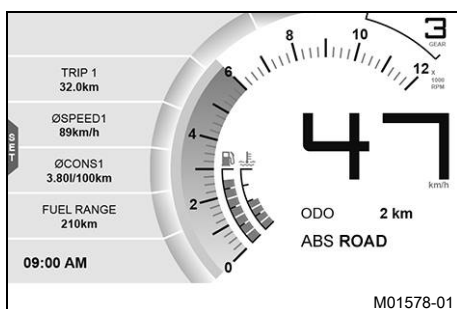 TRIP 1
32.0km
ØSPEED1
89km/h
ØCONS1
3.80l/100km
FUEL RANGE
210km
09:00 AM
SET
0
2
4
6
8
10
12
X
1000
RPM
3
GEAR
47
km/h
ODO 2 km
ABS ROAD
M01578-01